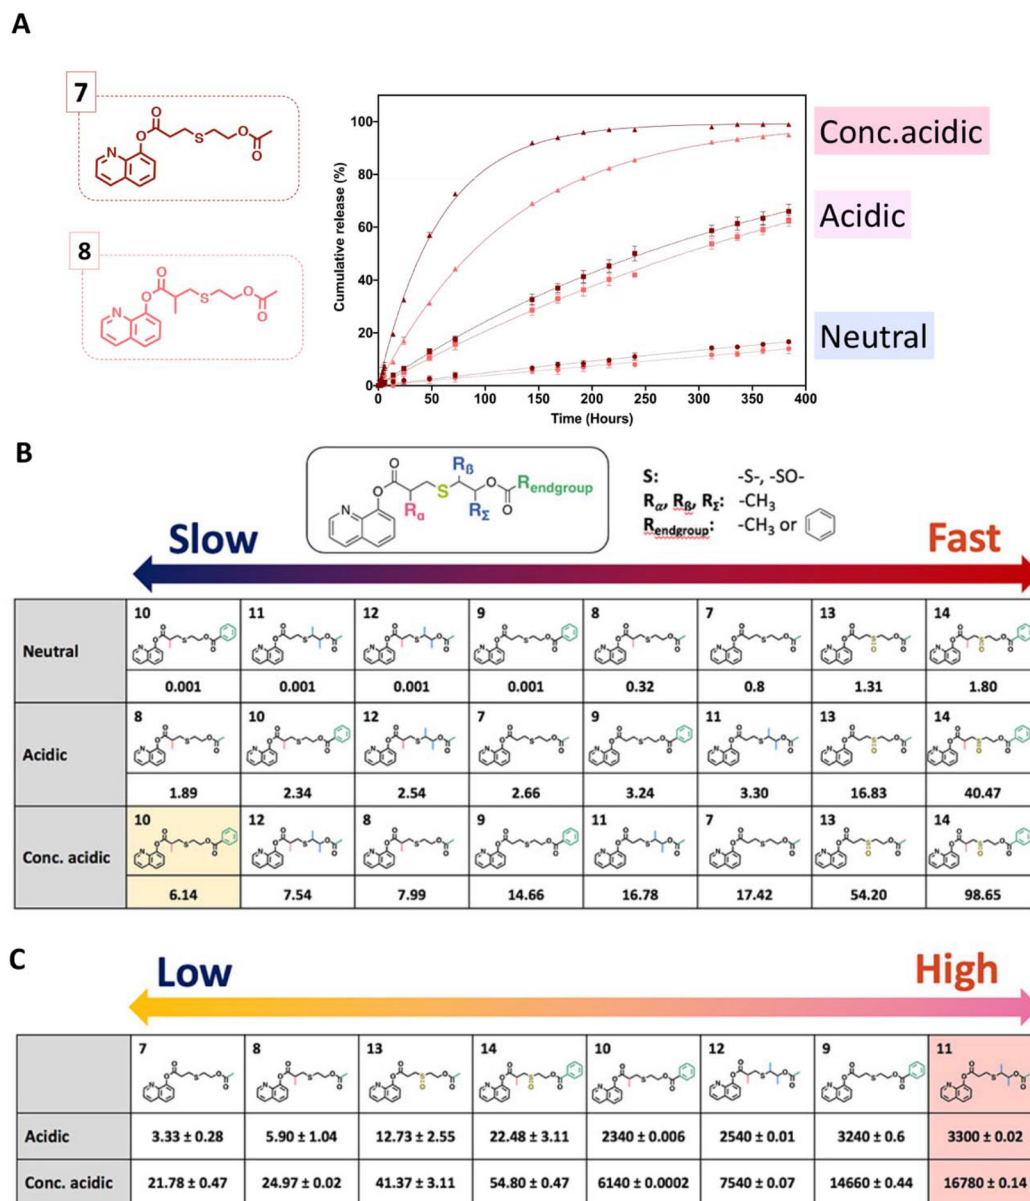 A
7
8
N
O
O
S
O
O
N
O
O
S
O
O
Cumulative release (%)
100
80
60
40
20
0
0 50 100 150 200 250 300 350 400
Time (Hours)
Conc.acidic
Acidic
Neutral
B
O
O
N
Rα
S
Rß
RΣ
O
O
Rendgroup
S: -S-, -SO-
Rα, Rß, RΣ: -CH3
Rendgroup: -CH3 or
Slow Fast
Neutral
10 11 12 9 8 7 13 14
0.001 0.001 0.001 0.001 0.32 0.8 1.31 1.80
Acidic
8 10 12 7 9 11 13 14
1.89 2.34 2.54 2.66 3.24 3.30 16.83 40.47
Conc. acidic
10 12 8 9 11 7 13 14
6.14 7.54 7.99 14.66 16.78 17.42 54.20 98.65
C
Low High
7 8 13 14 10 12 9 11
Acidic 3.33 ± 0.28 5.90 ± 1.04 12.73 ± 2.55 22.48 ± 3.11 2340 ± 0.006 2540 ± 0.01 3240 ± 0.6 3300 ± 0.02
Conc. acidic 21.78 ± 0.47 24.97 ± 0.02 41.37 ± 3.11 54.80 ± 0.47 6140 ± 0.0002 7540 ± 0.07 14660 ± 0.44 16780 ± 0.14